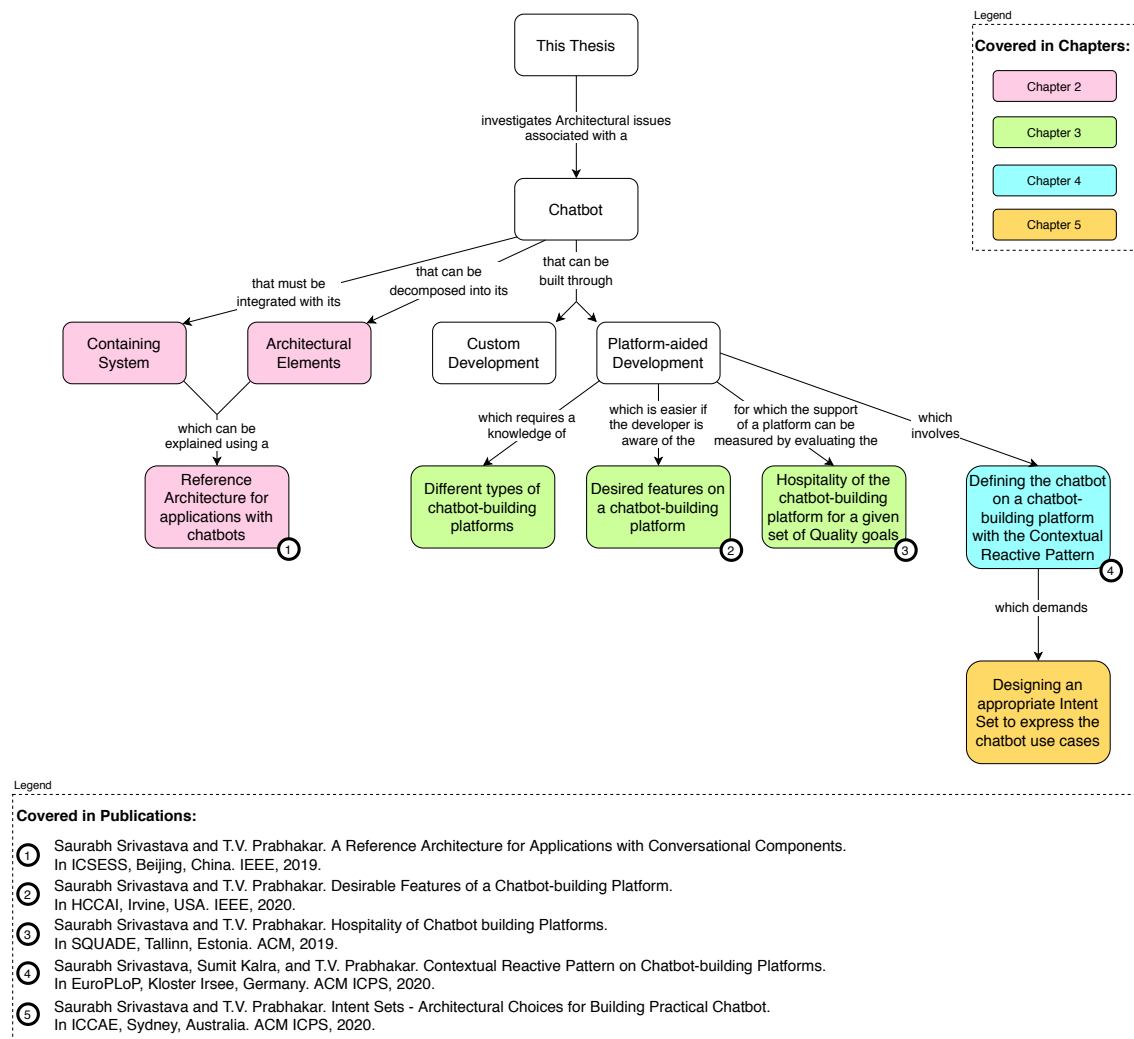 Legend
Covered in Chapters:
Chapter 2
Chapter 3
Chapter 4
Chapter 5
This Thesis
investigates Architectural issues
associated with a
Chatbot
that must be
integrated with its
that can be
decomposed into its
that can be
built through
Containing
System
Architectural
Elements
Custom
Development
Platform-aided
Development
which can be
explained using a
which requires a
knowledge of
which is easier if
the developer is
aware of the
for which the support
of a platform can be
measured by evaluating the
which
involves
Reference
Architecture for
applications with
chatbots
1
Different types of
chatbot-building
platforms
Desired features on
a chatbot-building
platform
2
Hospitality of the
chatbot-building
platform for a given
set of Quality goals
3
Defining the chatbot
on a chatbot-
building platform
with the Contextual
Reactive Pattern
4
which demands
Designing an
appropriate Intent
Set to express the
chatbot use cases
Legend
Covered in Publications:
1 Saurabh Srivastava and T.V. Prabhakar. A Reference Architecture for Applications with Conversational Components.
In ICSESS, Beijing, China. IEEE, 2019.
2 Saurabh Srivastava and T.V. Prabhakar. Desirable Features of a Chatbot-building Platform.
In HCCAI, Irvine, USA. IEEE, 2020.
3 Saurabh Srivastava and T.V. Prabhakar. Hospitality of Chatbot building Platforms.
In SQUADE, Tallinn, Estonia. ACM, 2019.
4 Saurabh Srivastava, Sumit Kalra, and T.V. Prabhakar. Contextual Reactive Pattern on Chatbot-building Platforms.
In EuroPLoP, Kloster Irsee, Germany. ACM ICPS, 2020.
5 Saurabh Srivastava and T.V. Prabhakar. Intent Sets - Architectural Choices for Building Practical Chatbot.
In ICCAE, Sydney, Australia. ACM ICPS, 2020.